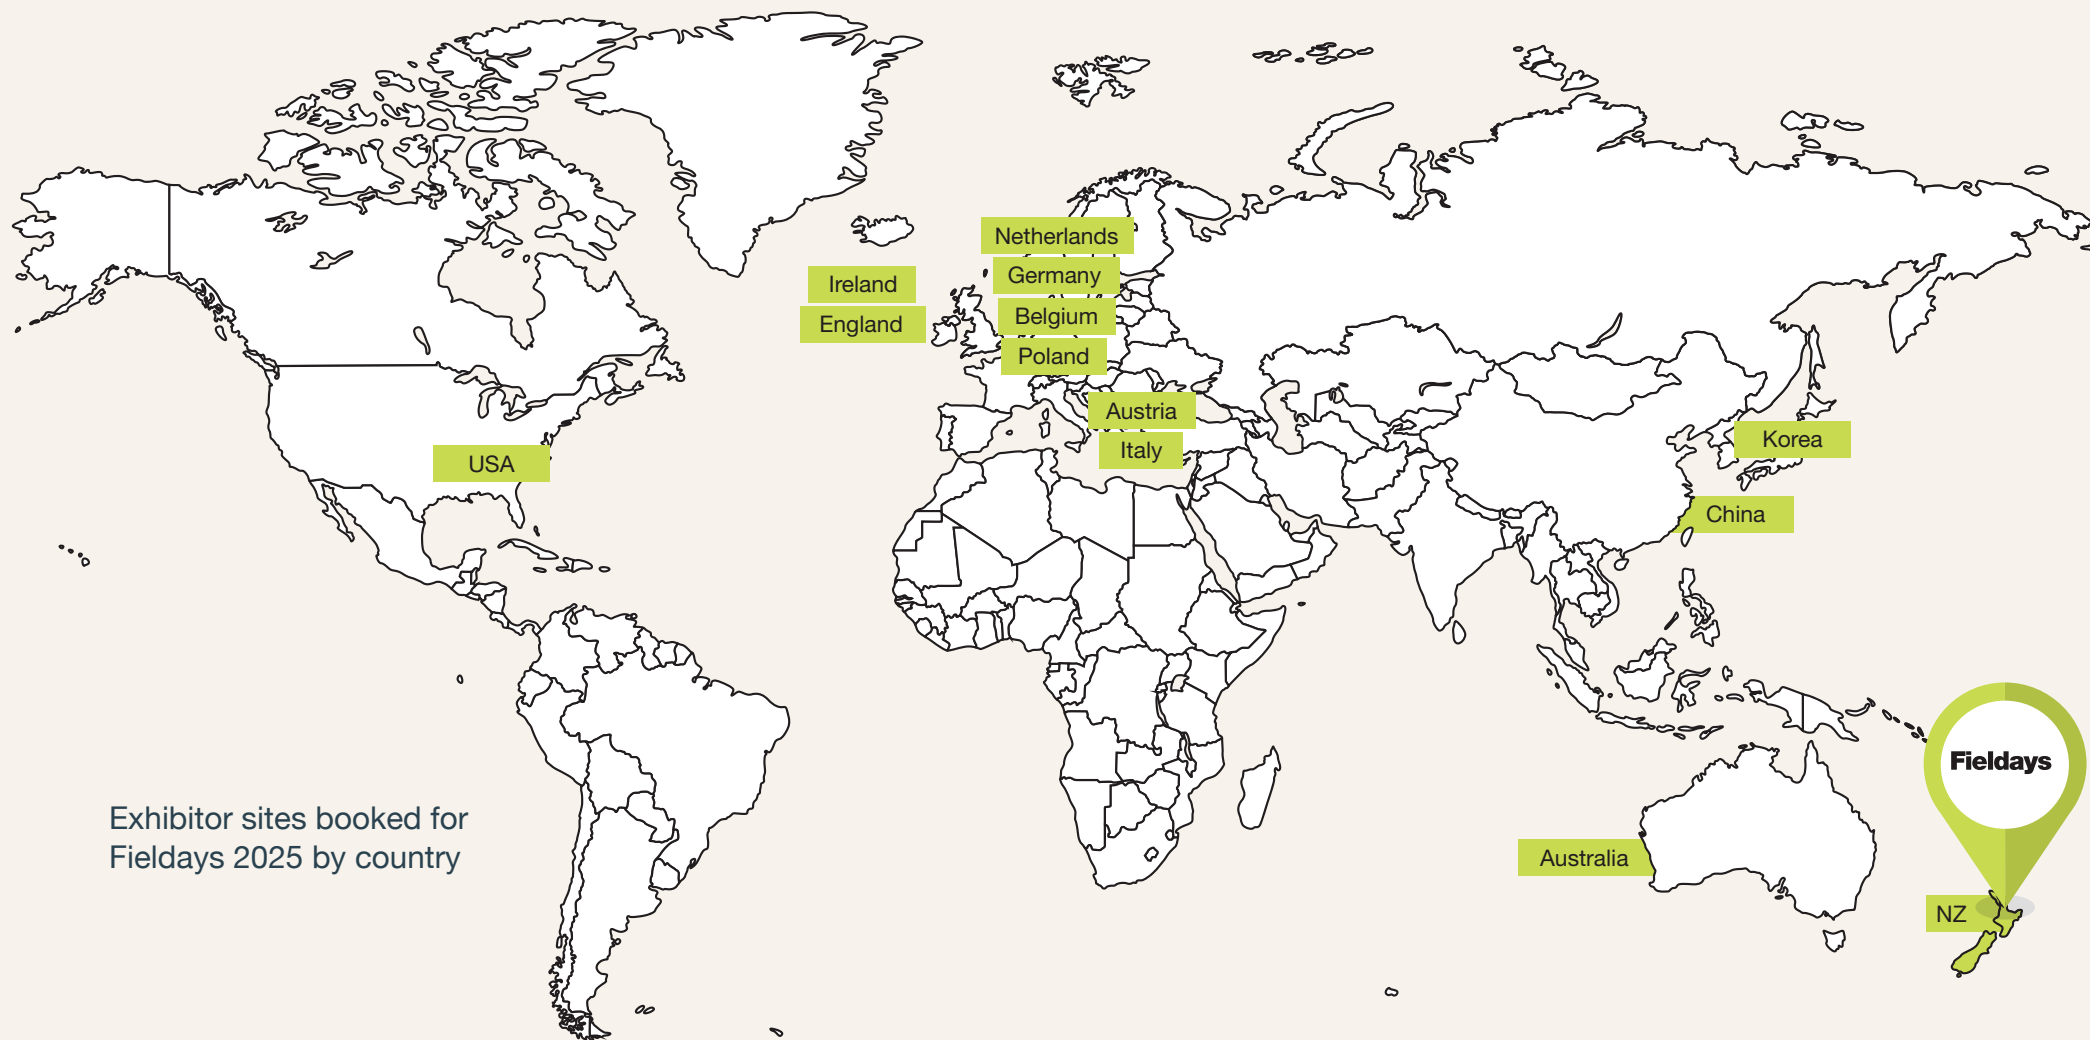 Netherlands
Germany
Ireland
England
Belgium
Poland
Austria
Italy
USA
Korea
China
Fieldays
Exhibitor sites booked for
Fieldays 2025 by country
Australia
NZ